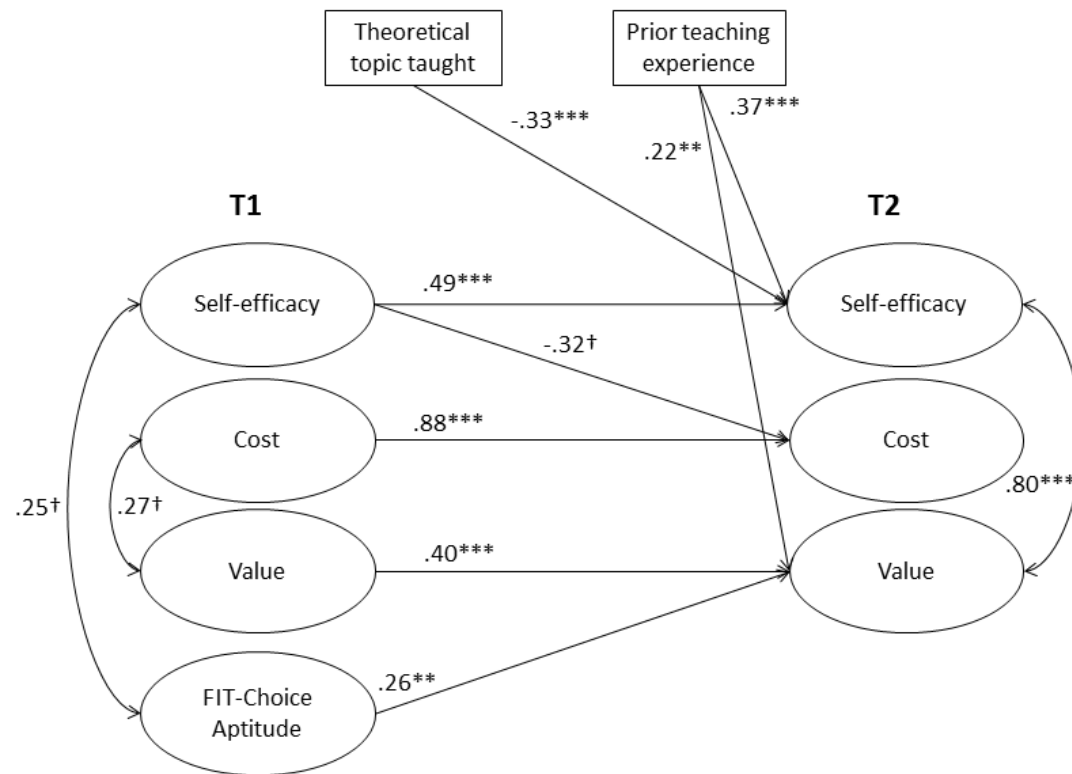 Theoretical
topic taught
Prior teaching
experience
-.33***
.37***
.22**
T1
T2
Self-efficacy
.49***
Self-efficacy
-.32†
Cost
.88***
Cost
.25†
.27†
.80***
Value
.40***
Value
FIT-Choice
Aptitude
.26**